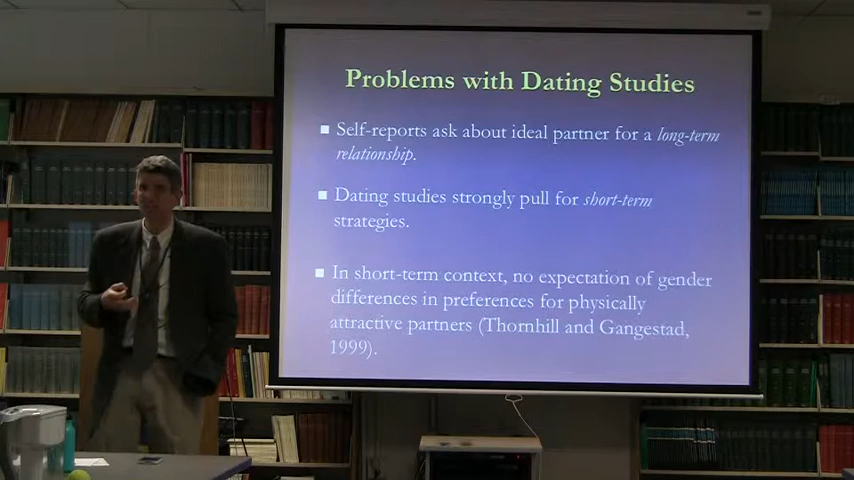 Problems with Dating Studies
Self-reports ask about ideal partner for a long-term
relationship.
Dating studies strongly pull for short-term
strategies.
In short-term context, no expectation of gender
differences in preferences for physically
attractive partners (Thornhill and Gangestad,
1999).